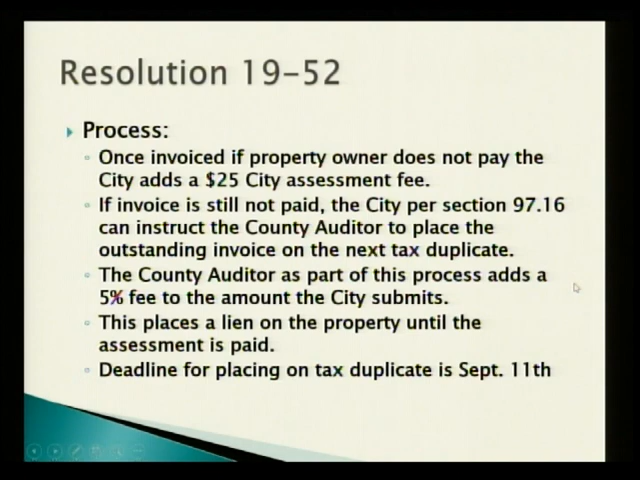 Resolution 19-52
Process:
Once invoiced if property owner does not pay the
City adds a $25 City assessment fee.
If invoice is still not paid, the City per section 97.16
can instruct the County Auditor to place the
outstanding invoice on the next tax duplicate.
The County Auditor as part of this process adds a
5% fee to the amount the City submits.
This places a lien on the property until the
assessment is paid.
Deadline for placing on tax duplicate is Sept. 11th